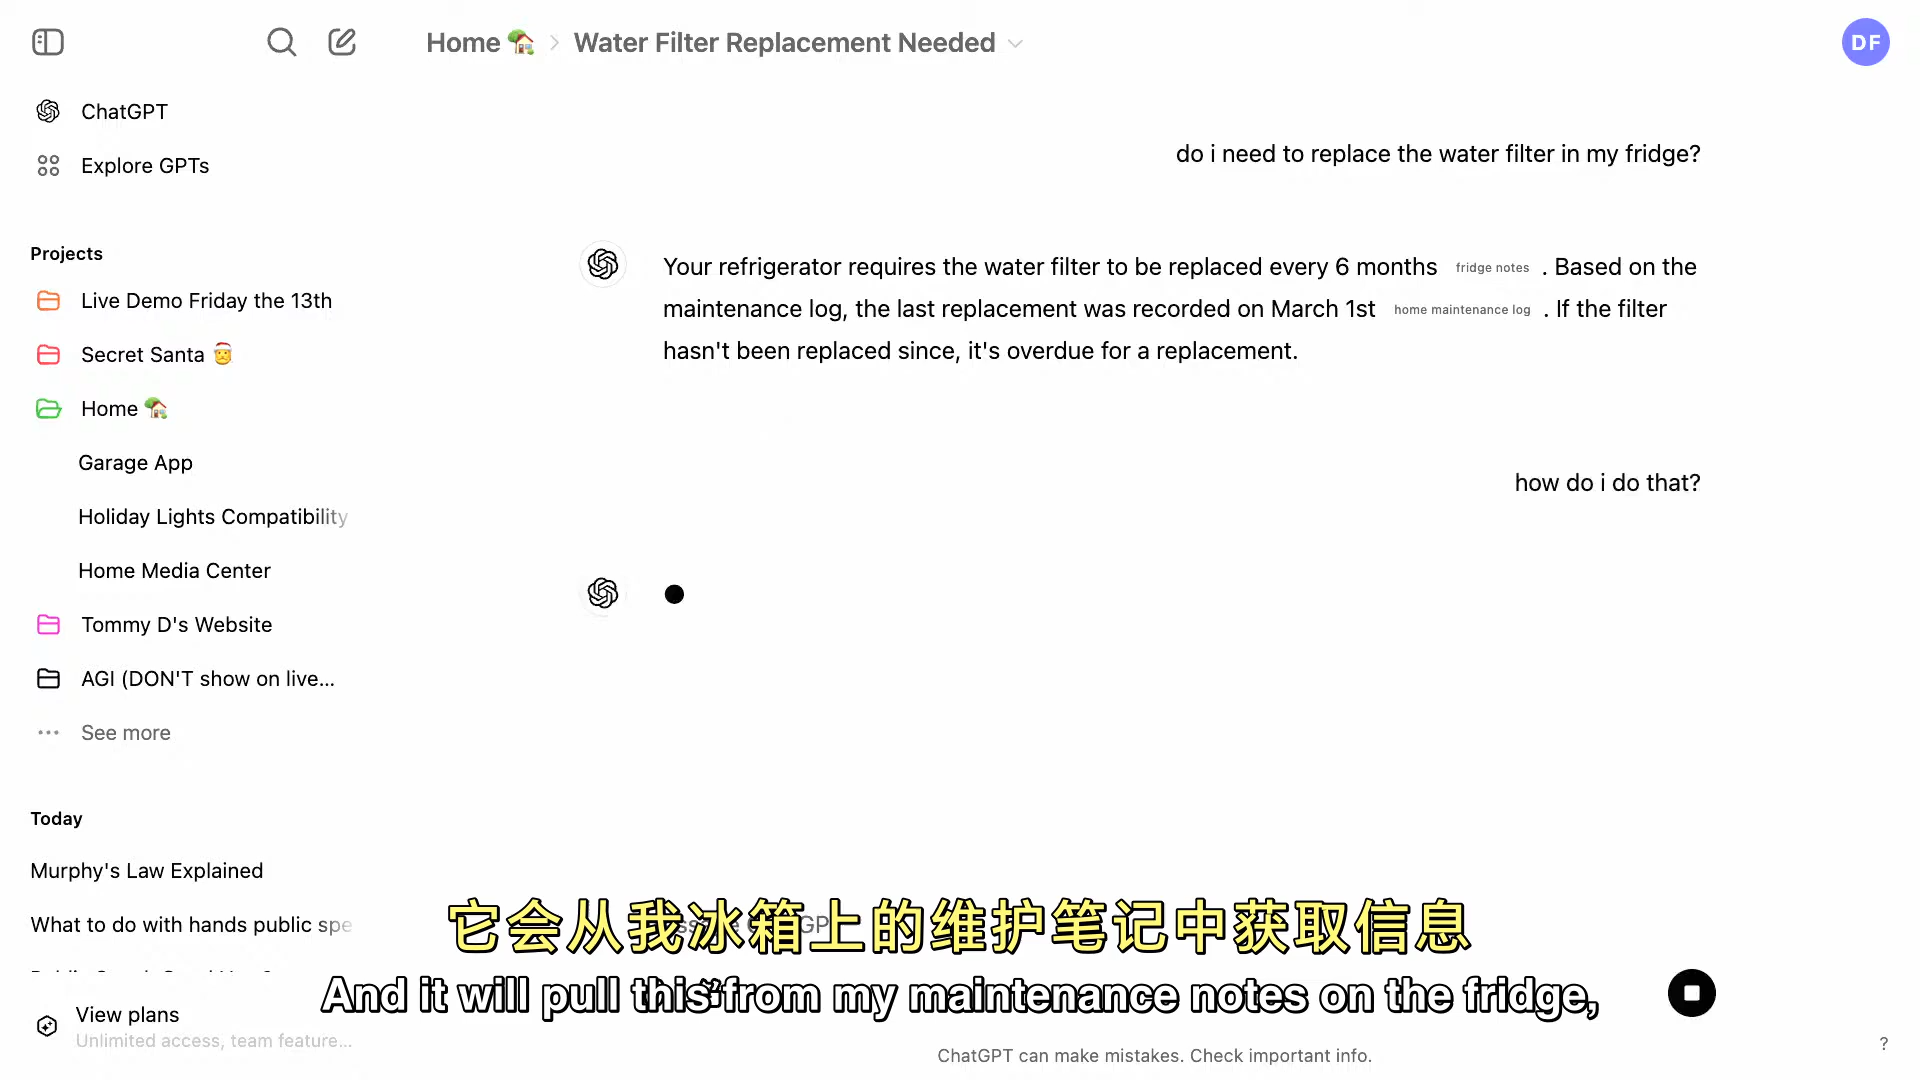 Home
Water Filter Replacement Needed
DF
ChatGPT
Explore GPTs
Projects
Live Demo Friday the 13th
Secret Santa
Home
Garage App
Holiday Lights Compatibility
Home Media Center
Tommy D's Website
AGI (DON'T show on live...
See more
Today
Murphy's Law Explained
What to do with hands public spe
View plans
Unlimited access, team feature...
do i need to replace the water filter in my fridge?
Your refrigerator requires the water filter to be replaced every 6 months fridge notes . Based on the
maintenance log, the last replacement was recorded on March 1st home maintenance log . If the filter
hasn't been replaced since, it's overdue for a replacement.
how do i do that?
它会从我冰箱上的维护笔记中获取信息
And it will pull this from my maintenance notes on the fridge,
ChatGPT can make mistakes. Check important info.
?